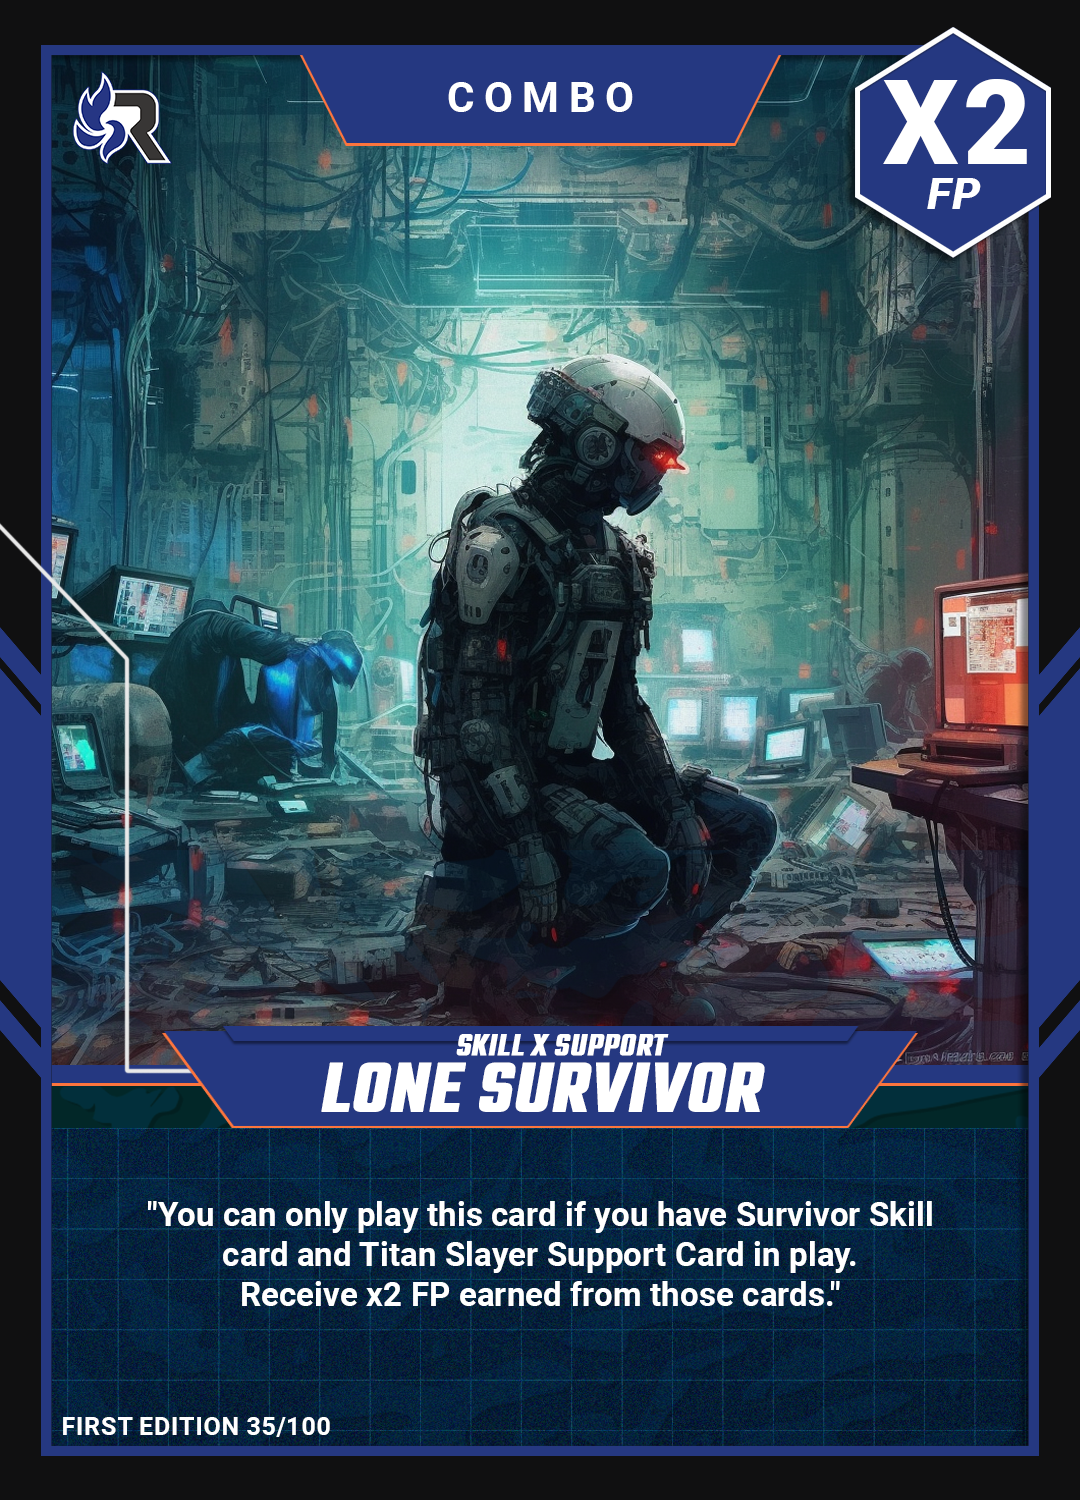 COMBO
X2
FP
SKILL X SUPPORT
LONE SURVIVOR
"You can only play this card if you have Survivor Skill
card and Titan Slayer Support Card in play.
Receive x2 FP earned from those cards."
FIRST EDITION 35/100
R